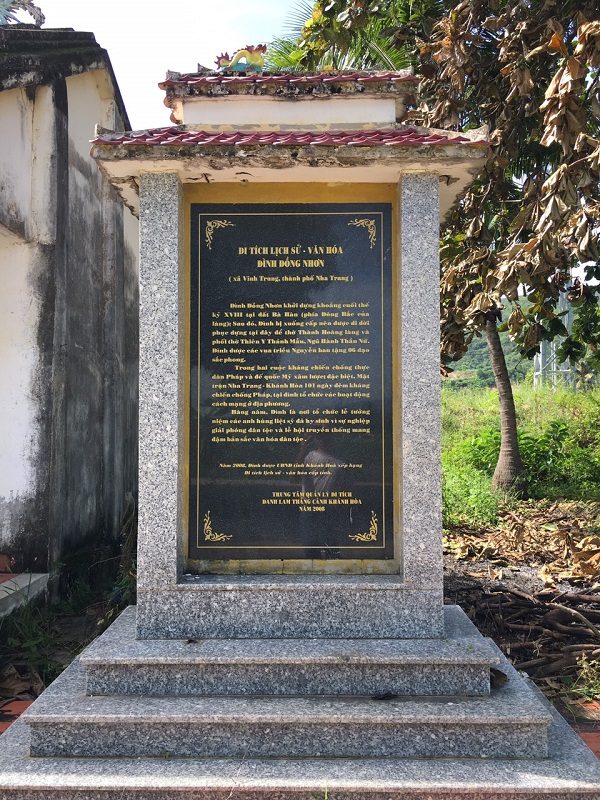 DI TÍCH LỊCH SỬ - VĂN HÓA
ĐÌNH ĐỒNG NHƠN
( xã Vĩnh Trung, thành phố Nha Trang )
Đình Đồng Nhơn khởi dựng khoảng cuối thế
kỷ XVIII tại đất Bà Hàu (phía Đông Bắc của
làng); Sau đó, Đình bị xuống cấp nên được di dời
phụng dựng tại đây để thờ Thành Hoàng làng và
phối thờ Thiên Y Thánh Mẫu, Ngũ Hành Thần Nữ.
Đình được các vua triều Nguyễn ban tặng 06 đạo
sắc phong.
Trong hai cuộc kháng chiến chống thực
dân Pháp và đế quốc Mỹ xâm lược; đặc biệt, Mặt
trận Nha Trang - Khánh Hòa 101 ngày đêm kháng
chiến chống Pháp, tại đình tổ chức các hoạt động
cách mạng ở địa phương.
Hàng năm, Đình là nơi tổ chức lễ tưởng
niệm các anh hùng liệt sỹ đã hy sinh vì sự nghiệp
giải phóng dân tộc và lễ hội truyền thống mang
đậm bản sắc văn hóa dân tộc .
Năm 2008, Đình được UBND tỉnh Khánh Hoà xếp hạng
Di tích lịch sử - văn hóa cấp tỉnh.
TRUNG TÂM QUẢN LÝ DI TÍCH
DANH LAM THẮNG CẢNH KHÁNH HÒA
NĂM 2008